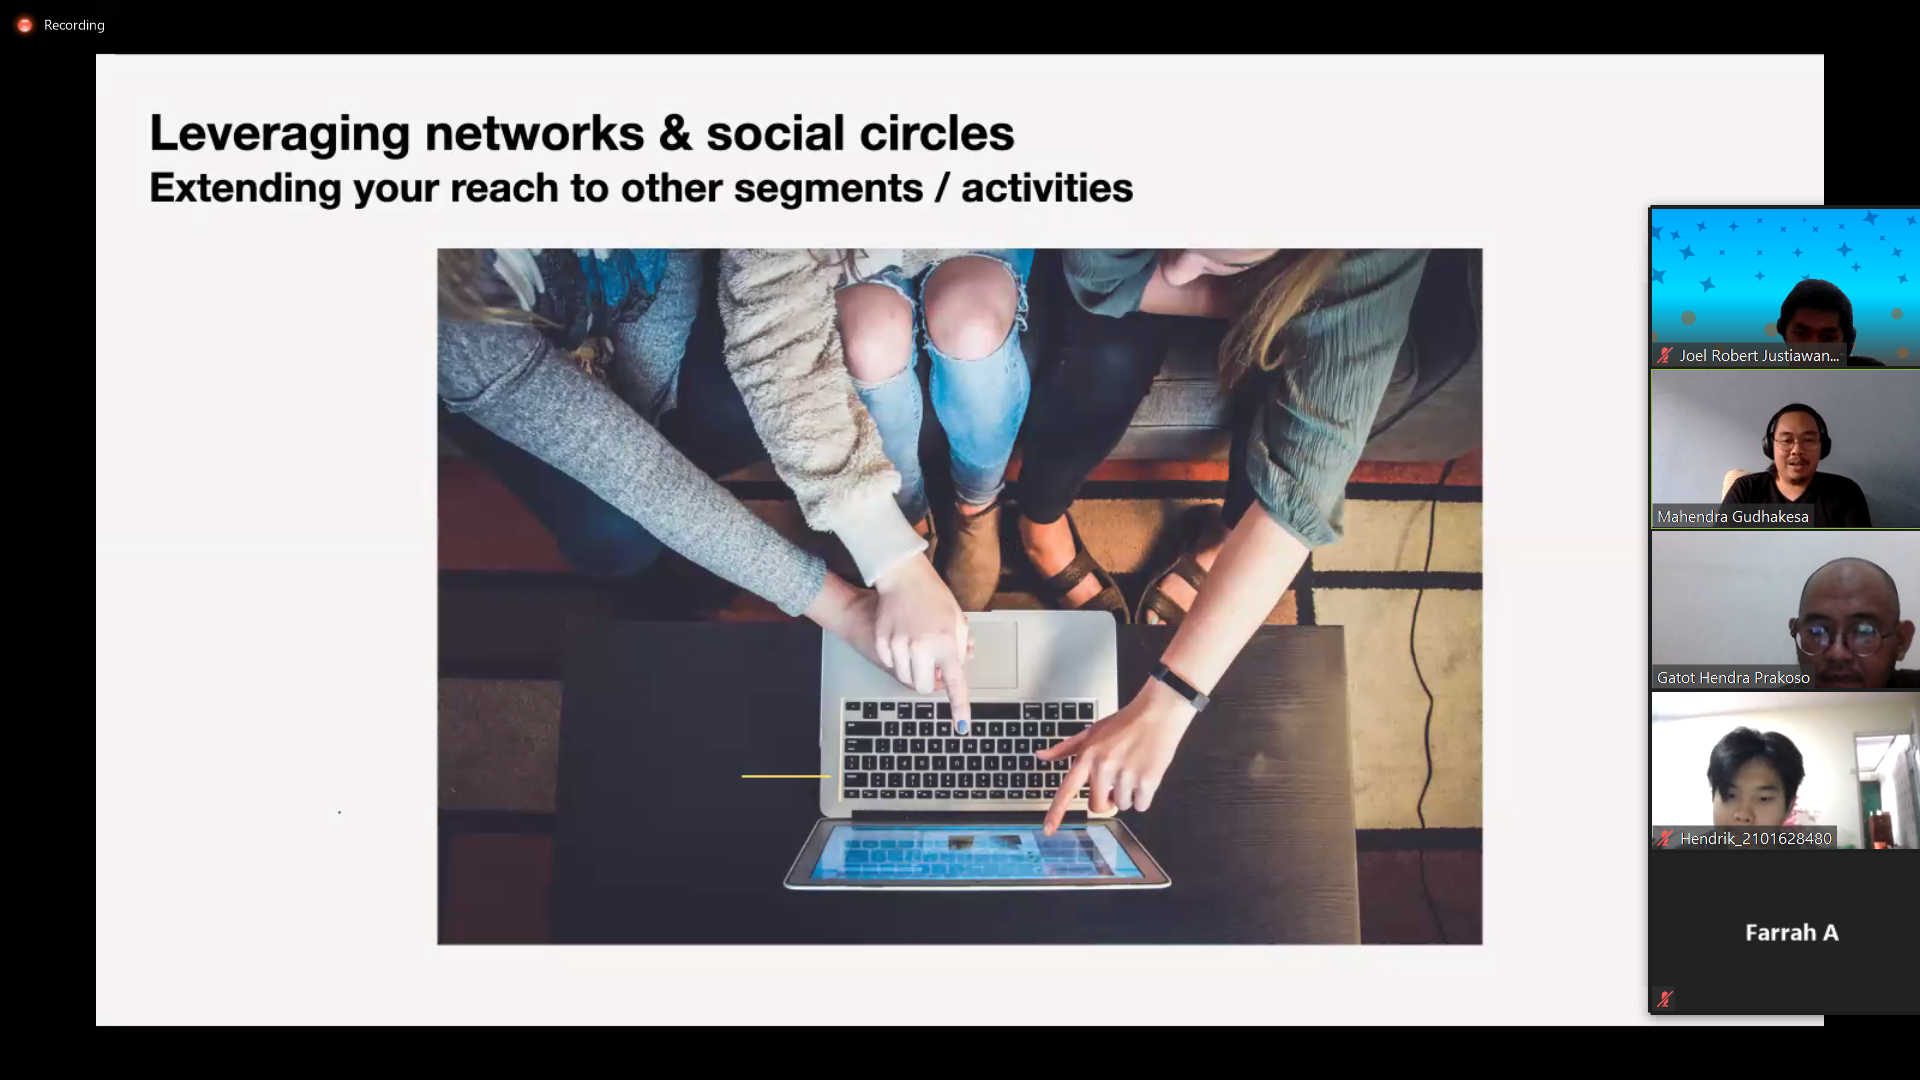 Recording
Leveraging networks & social circles
Extending your reach to other segments / activities
Joel Robert Justiawan...
Mahendra Gudhakesa
Gatot Hendra Prakoso
Hendrik_2101628480
Farrah A